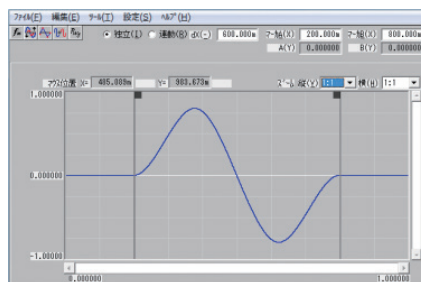 ファイル(F) 編集(E) ツール(T) 設定(S) ヘルプ(H)
独立(I) 連動(R) dX(-) 600.000m マーカ(X) 200.000m マーカ(X) 800.000m
A(Y) 0.000000 B(Y) 0.000000
マウス位置 X= 485.088m Y= 983.673m ズーム 縦(Y) 1:1 横(H) 1:1
1.000000
0.000000
-1.00000
0.000000 1.000000